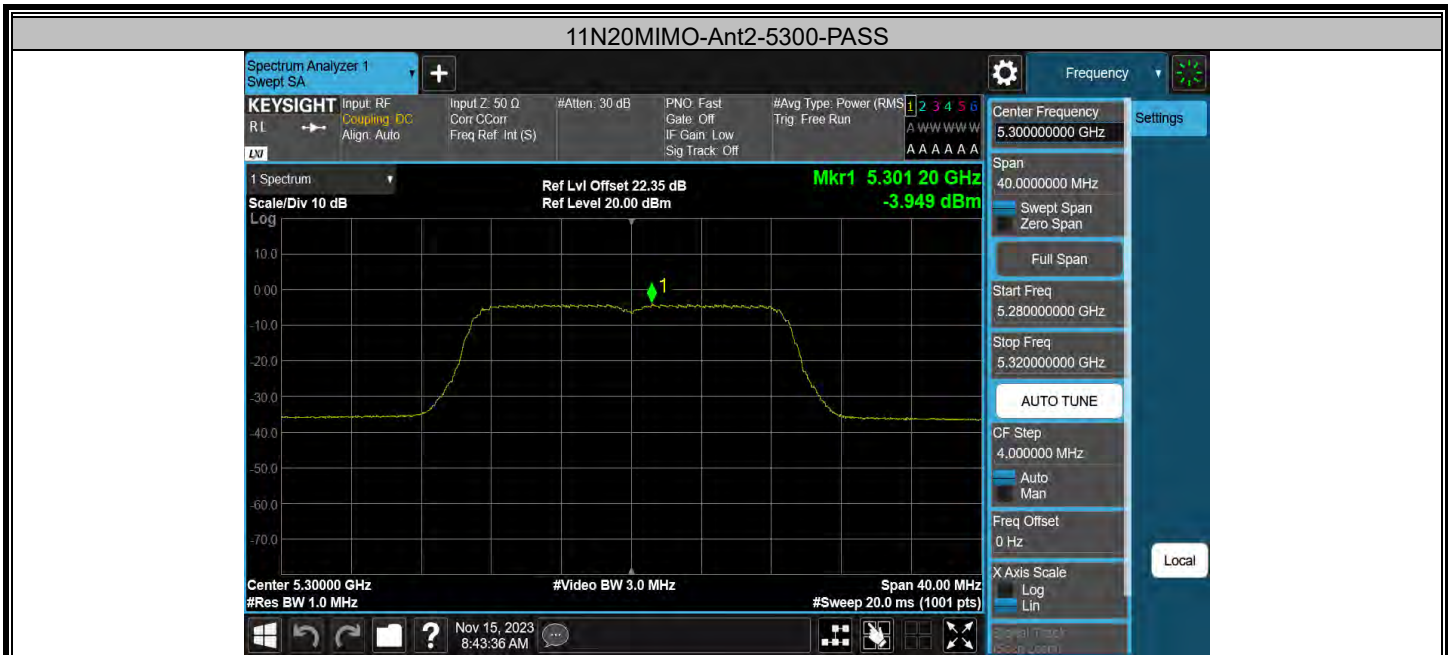 11N20MIMO-Ant2-5300-PASS
Spectrum Analyzer 1
Swept SA
+
Frequency
KEYSIGHT
RL
LXI
Input: RF
Coupling: DC
Align: Auto
Input Z: 50 Ω
Corr CCorr
Freq Ref: Int (S)
#Atten: 30 dB
PNO: Fast
Gate: Off
IF Gain: Low
Sig Track: Off
#Avg Type: Power (RMS
Trig: Free Run
1 2 3 4 5 6
A W W W W W
A A A A A A
1 Spectrum
Scale/Div 10 dB
Ref Lvl Offset 22.35 dB
Ref Level 20.00 dBm
Mkr1 5.301 20 GHz
-3.949 dBm
Log
10.0
0.00
-10.0
-20.0
-30.0
-40.0
-50.0
-60.0
-70.0
1
Center 5.30000 GHz
#Res BW 1.0 MHz
#Video BW 3.0 MHz
Span 40.00 MHz
#Sweep 20.0 ms (1001 pts)
Center Frequency
5.300000000 GHz
Settings
Span
40.0000000 MHz
Swept Span
Zero Span
Full Span
Start Freq
5.280000000 GHz
Stop Freq
5.320000000 GHz
AUTO TUNE
CF Step
4.000000 MHz
Auto
Man
Freq Offset
0 Hz
X Axis Scale
Log
Lin
Signal Track
(Span Zoom)
Local
?
Nov 15, 2023
8:43:36 AM